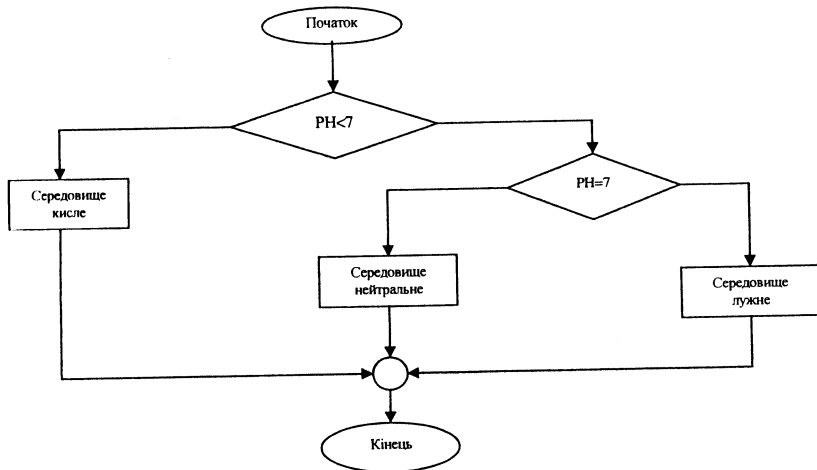 Початок
PH<7
PH=7
Середовище
кисле
Середовище
нейтральне
Середовище
лужне
Кінець